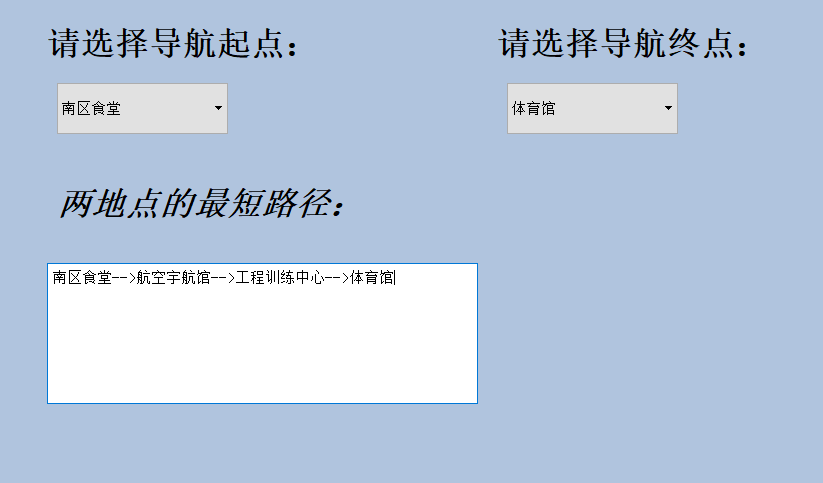 请选择导航起点：
请选择导航终点：
南区食堂
体育馆
两地点的最短路径：
南区食堂-->航空宇航馆-->工程训练中心-->体育馆